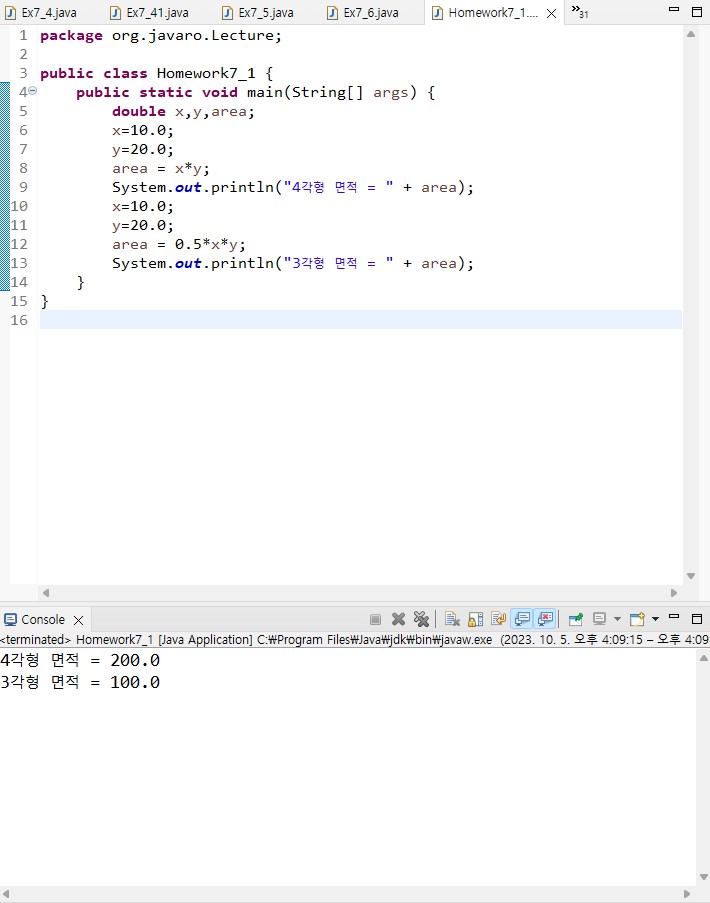 Ex7_4.java Ex7_41.java Ex7_5.java Ex7_6.java Homework7_1.... 31
1 package org.javaro.Lecture;
2
3 public class Homework7_1 {
4 public static void main(String[] args) {
5 double x,y,area;
6 x=10.0;
7 y=20.0;
8 area = x*y;
9 System.out.println("4각형 면적 = " + area);
10 x=10.0;
11 y=20.0;
12 area = 0.5*x*y;
13 System.out.println("3각형 면적 = " + area);
14 }
15 }
16
Console
<terminated> Homework7_1 [Java Application] C:₩Program Files₩Java₩jdk₩bin₩javaw.exe (2023. 10. 5. 오후 4:09:15 – 오후 4:09
4각형 면적 = 200.0
3각형 면적 = 100.0